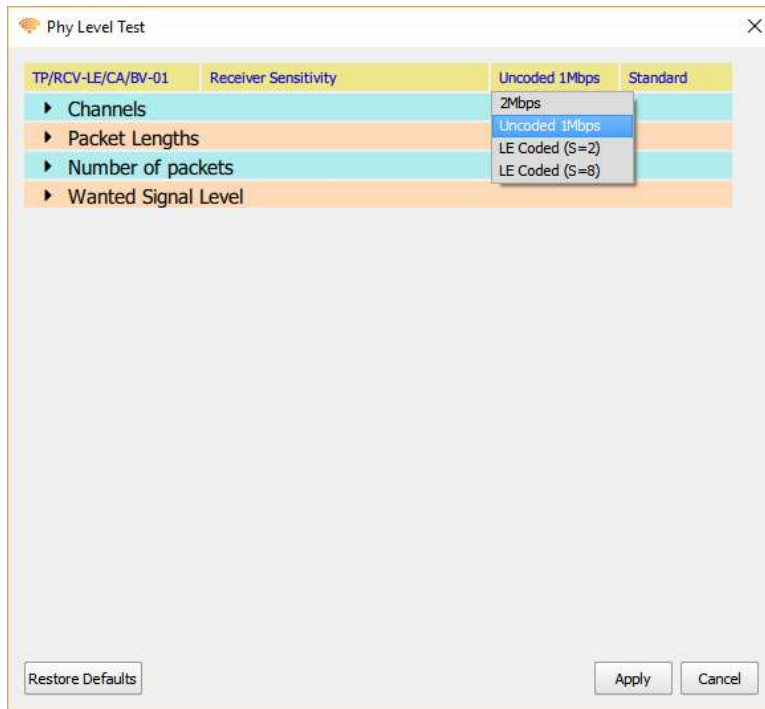 Phy Level Test
TP/RCV-LE/CA/BV-01 Receiver Sensitivity Uncoded 1Mbps Standard
Channels
Packet Lengths
Number of packets
Wanted Signal Level
2Mbps
Uncoded 1Mbps
LE Coded (S=2)
LE Coded (S=8)
Restore Defaults Apply Cancel